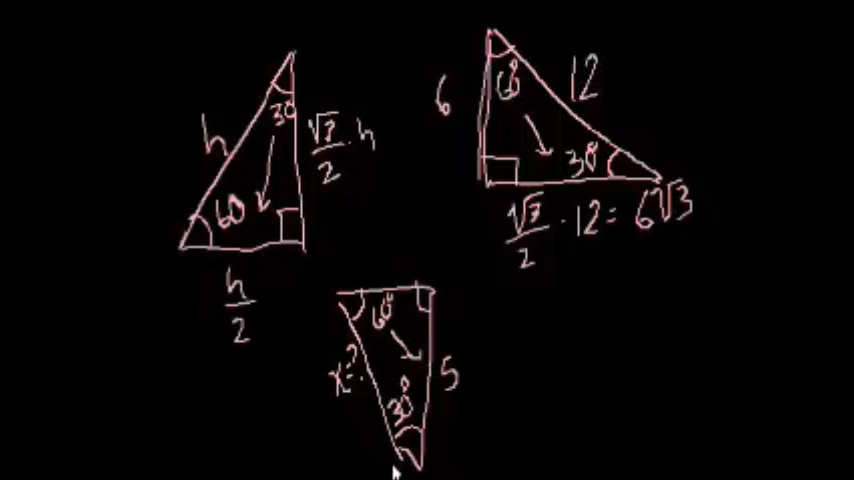 h
30
√3/2 · h
60
h/2
6
60°
12
30°
√3/2 · 12 = 6√3
60°
x=?
5
30°